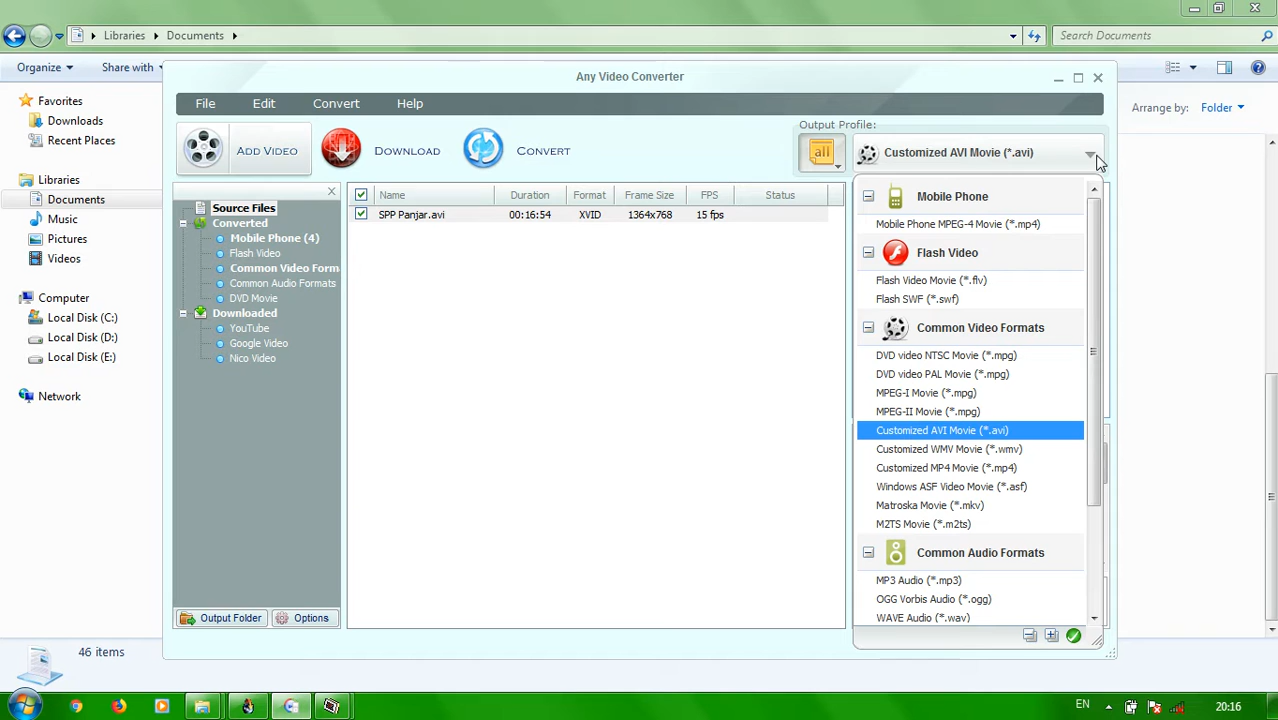 Libraries
Documents
Search Documents
Organize
Share with
Any Video Converter
Arrange by:
Folder
File
Edit
Convert
Help
Output Profile:
ADD VIDEO
DOWNLOAD
CONVERT
all
Customized AVI Movie (*.avi)
Favorites
Downloads
Recent Places
Libraries
Documents
Music
Pictures
Videos
Computer
Local Disk (C:)
Local Disk (D:)
Local Disk (E:)
Network
Source Files
Converted
Mobile Phone (4)
Flash Video
Common Video Form
Common Audio Formats
DVD Movie
Downloaded
YouTube
Google Video
Nico Video
Output Folder
Options
Name Duration Format Frame Size FPS Status
SPP Panjar.avi 00:16:54 XVID 1364x768 15 fps
Mobile Phone
Mobile Phone MPEG-4 Movie (*.mp4)
Flash Video
Flash Video Movie (*.flv)
Flash SWF (*.swf)
Common Video Formats
DVD video NTSC Movie (*.mpg)
DVD video PAL Movie (*.mpg)
MPEG-I Movie (*.mpg)
MPEG-II Movie (*.mpg)
Customized AVI Movie (*.avi)
Customized WMV Movie (*.wmv)
Customized MP4 Movie (*.mp4)
Windows ASF Video Movie (*.asf)
Matroska Movie (*.mkv)
M2TS Movie (*.m2ts)
Common Audio Formats
MP3 Audio (*.mp3)
OGG Vorbis Audio (*.ogg)
WAVE Audio (*.wav)
46 items
EN
20:16